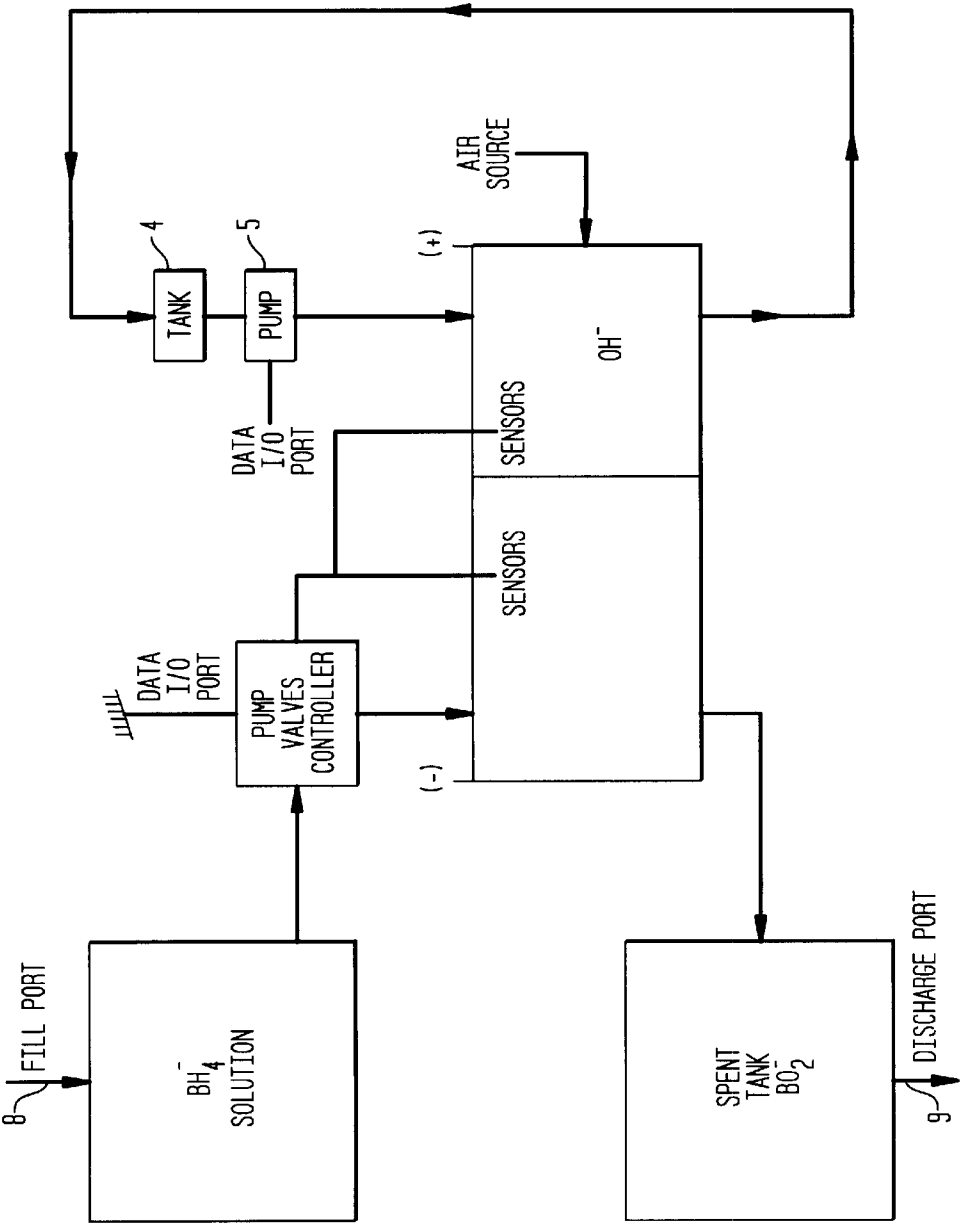 8
FILL PORT
BH₄⁻
SOLUTION
DATA
I/O
PORT
PUMP
VALVES
CONTROLLER
DATA
I/O
PORT
TANK
4
PUMP
5
(-)
(+)
SENSORS
SENSORS
OH⁻
AIR
SOURCE
SPENT
TANK
BO₂⁻
9
DISCHARGE PORT